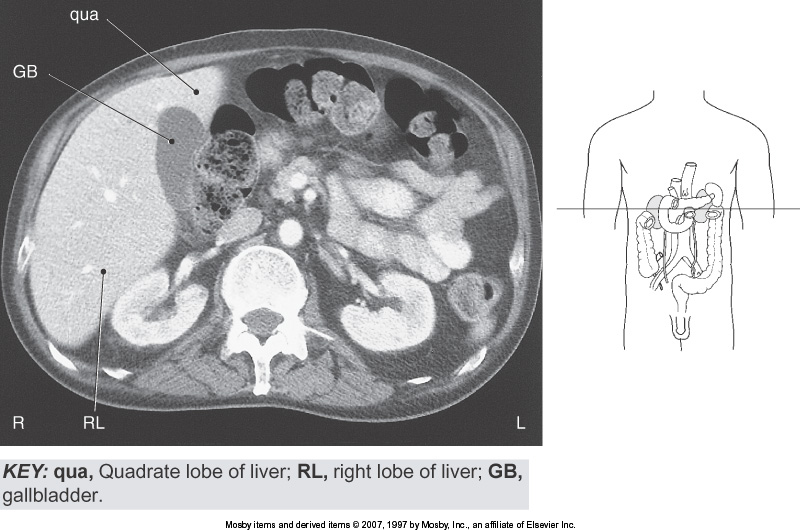 qua
GB
R
RL
L
KEY: qua, Quadrate lobe of liver; RL, right lobe of liver; GB,
gallbladder.
Mosby items and derived items © 2007, 1997 by Mosby, Inc., an affiliate of Elsevier Inc.